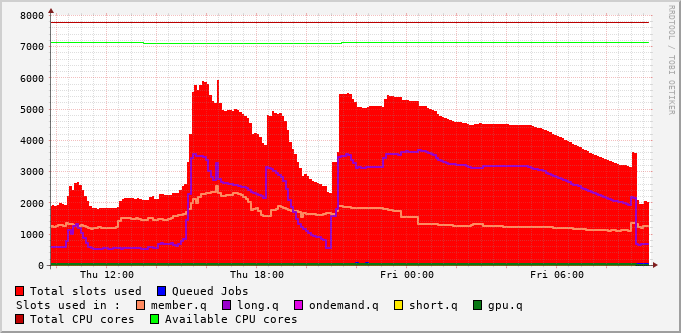 RRDTOOL / TOBI OETIKER
8000
7000
6000
5000
4000
3000
2000
1000
0
Thu 12:00 Thu 18:00 Fri 00:00 Fri 06:00
Total slots used Queued Jobs
Slots used in : member.q long.q ondemand.q short.q gpu.q
Total CPU cores Available CPU cores